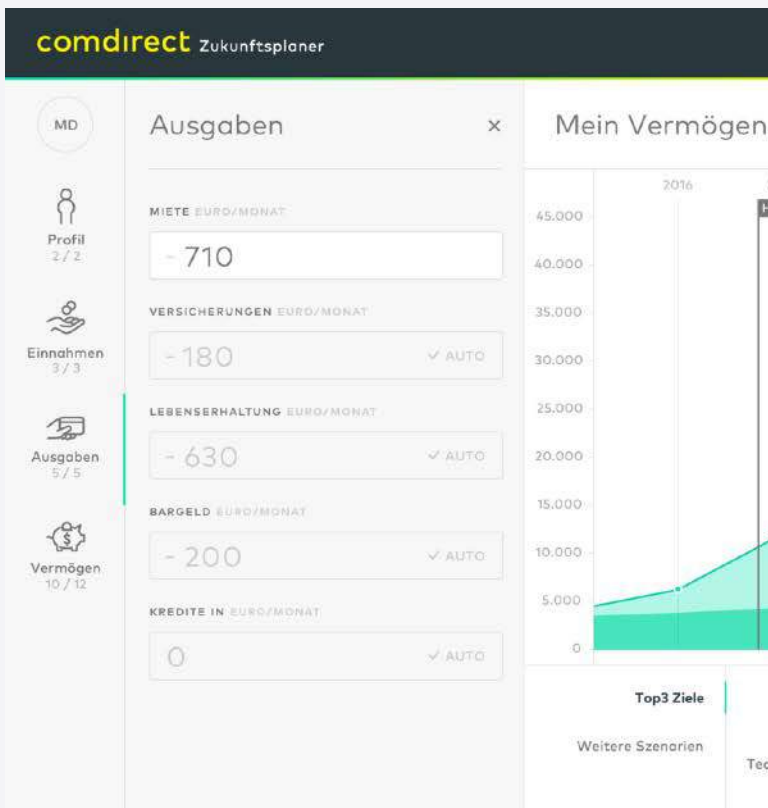 comdirect Zukunftsplaner
MD
Profil
2 / 2
Einnahmen
3 / 3
Ausgaben
5 / 5
Vermögen
10 / 12
Ausgaben ×
MIETE EURO/MONAT
- 710
VERSICHERUNGEN EURO/MONAT
- 180 ✓ AUTO
LEBENSERHALTUNG EURO/MONAT
- 630 ✓ AUTO
BARGELD EURO/MONAT
- 200 ✓ AUTO
KREDITE IN EURO/MONAT
0 ✓ AUTO
Mein Vermögen
2016
45.000
40.000
35.000
30.000
25.000
20.000
15.000
10.000
5.000
0
Top3 Ziele
Weitere Szenarien